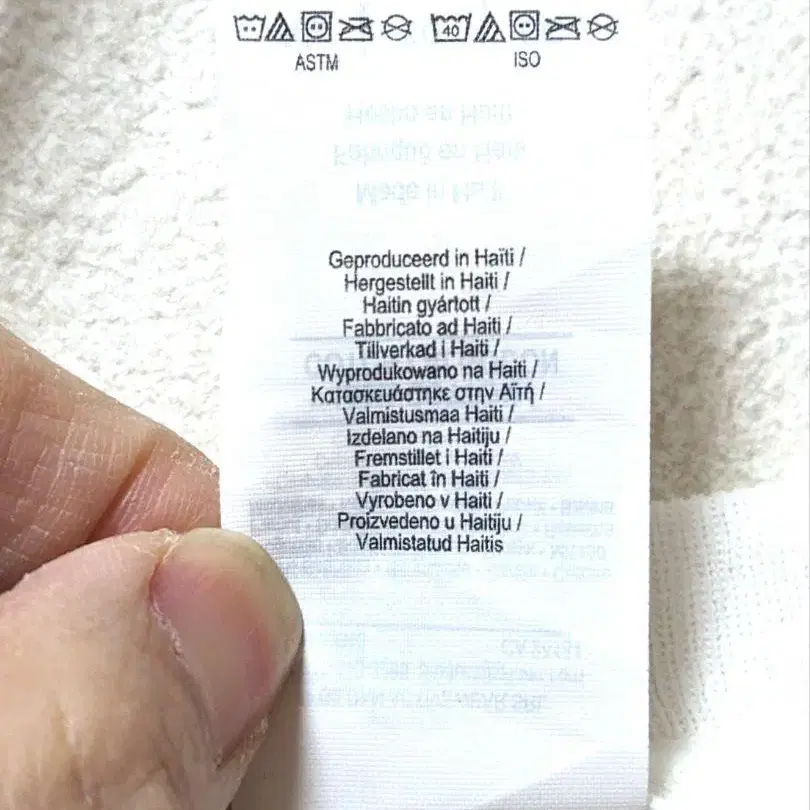 40
ASTM
ISO
Geproduceerd in Haïti /
Hergestellt in Haiti /
Haitin gyártott /
Fabbricato ad Haiti /
Tillverkad i Haiti /
Wyprodukowano na Haiti /
Κατασκευάστηκε στην Αϊτή /
Valmistusmaa Haiti /
Izdelano na Haitiju /
Fremstillet i Haiti /
Fabricat în Haiti /
Vyrobeno v Haiti /
Proizvedeno u Haitiju /
Valmistatud Haitis